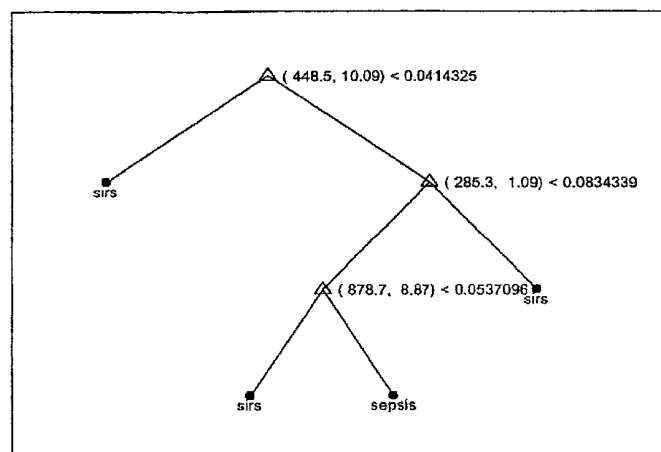 ( 448.5, 10.09) < 0.0414325
sirs
( 285.3, 1.09) < 0.0834339
( 878.7, 8.87) < 0.0537096
sirs
sirs
sepsis